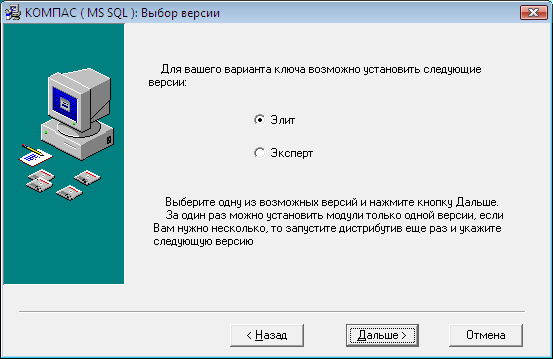 КОМПАС ( MS SQL ): Выбор версии
Для вашего варианта ключа возможно установить следующие
версии:
Элит
Эксперт
Выберите одну из возможных версий и нажмите кнопку Дальше.
За один раз можно установить модули только одной версии, если
Вам нужно несколько, то запустите дистрибутив еще раз и укажите
следующую версию
< Назад
Дальше >
Отмена